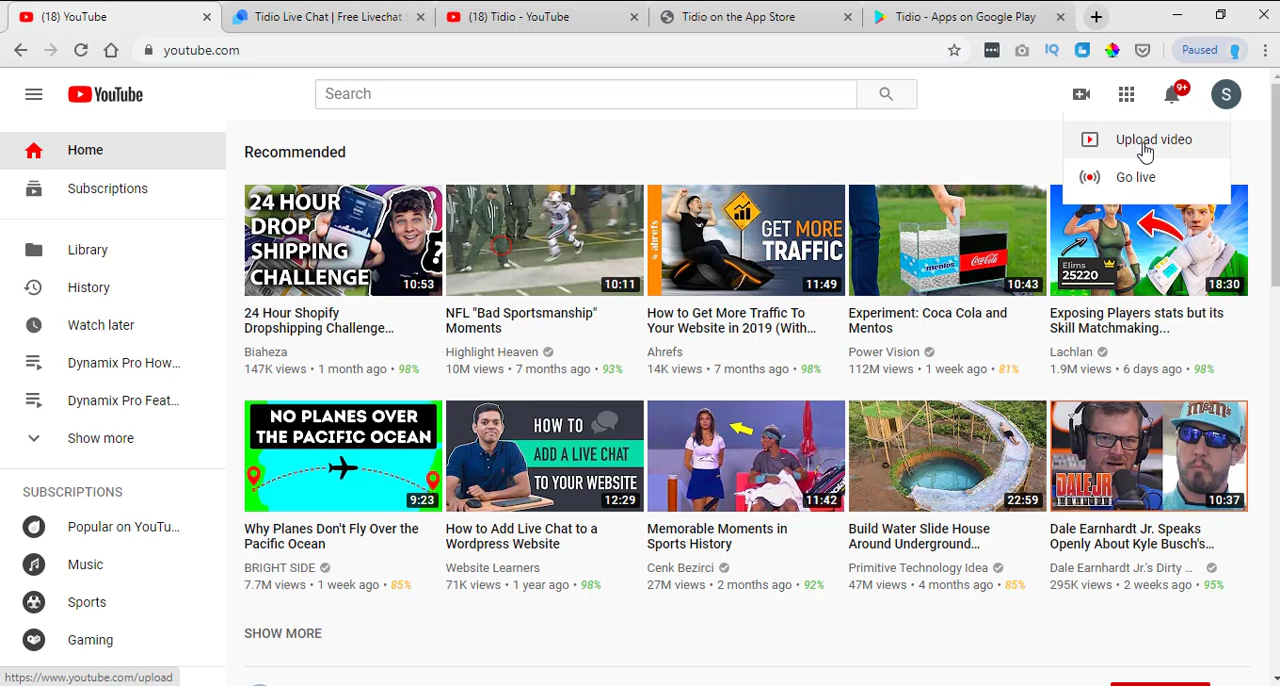 (18) YouTube
Tidio Live Chat | Free Livechat
(18) Tidio - YouTube
Tidio on the App Store
Tidio - Apps on Google Play
youtube.com
Paused
YouTube
Search
9+
S
Upload video
Go live
Home
Subscriptions
Library
History
Watch later
Dynamix Pro How...
Dynamix Pro Feat...
Show more
SUBSCRIPTIONS
Popular on YouTu...
Music
Sports
Gaming
Recommended
24 HOUR
DROP
SHIPPING
CHALLENGE
10:53
24 Hour Shopify
Dropshipping Challenge...
Biaheza
147K views • 1 month ago • 98%
10:11
NFL "Bad Sportsmanship"
Moments
Highlight Heaven
10M views • 7 months ago • 93%
ahrefs
GET MORE
TRAFFIC
11:49
How to Get More Traffic To
Your Website in 2019 (With...
Ahrefs
14K views • 7 months ago • 98%
mentos
Coca-Cola
10:43
Experiment: Coca Cola and
Mentos
Power Vision
112M views • 1 week ago • 81%
Elims
25220
18:30
Exposing Players stats but its
Skill Matchmaking...
Lachlan
1.9M views • 6 days ago • 98%
NO PLANES OVER
THE PACIFIC OCEAN
9:23
Why Planes Don't Fly Over the
Pacific Ocean
BRIGHT SIDE
7.7M views • 1 week ago • 85%
HOW TO
ADD A LIVE CHAT
TO YOUR WEBSITE
12:29
How to Add Live Chat to a
Wordpress Website
Website Learners
71K views • 1 year ago • 98%
11:42
Memorable Moments in
Sports History
Cenk Bezirci
27M views • 2 months ago • 92%
22:59
Build Water Slide House
Around Underground...
Primitive Technology Idea
47M views • 4 months ago • 85%
DALE JR
m&m's
10:37
Dale Earnhardt Jr. Speaks
Openly About Kyle Busch's...
Dale Earnhardt Jr.'s Dirty ...
295K views • 2 weeks ago • 95%
SHOW MORE
https://www.youtube.com/upload